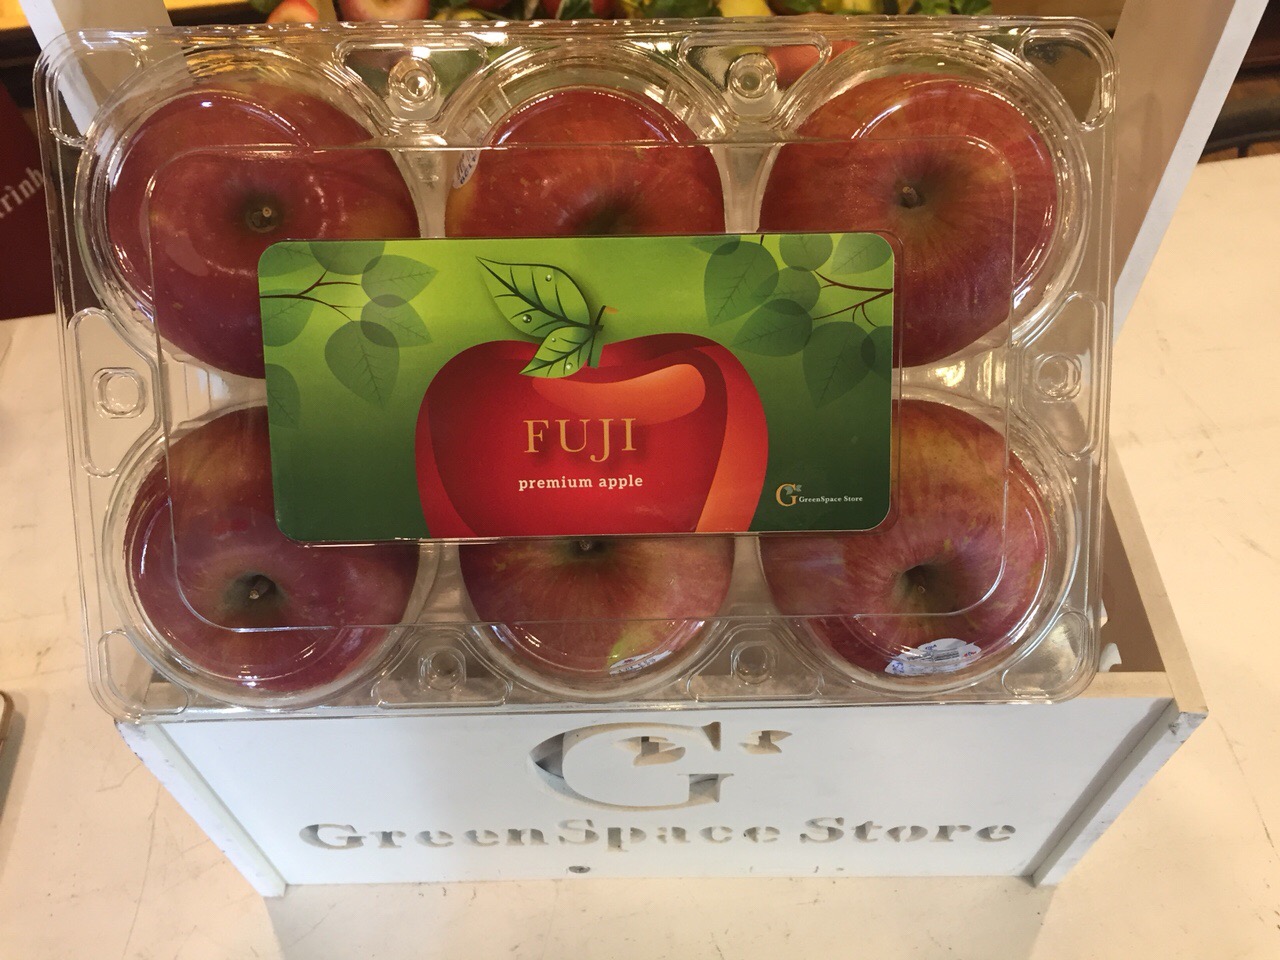 FUJI
premium apple
GreenSpace Store
G
GreenSpace Store